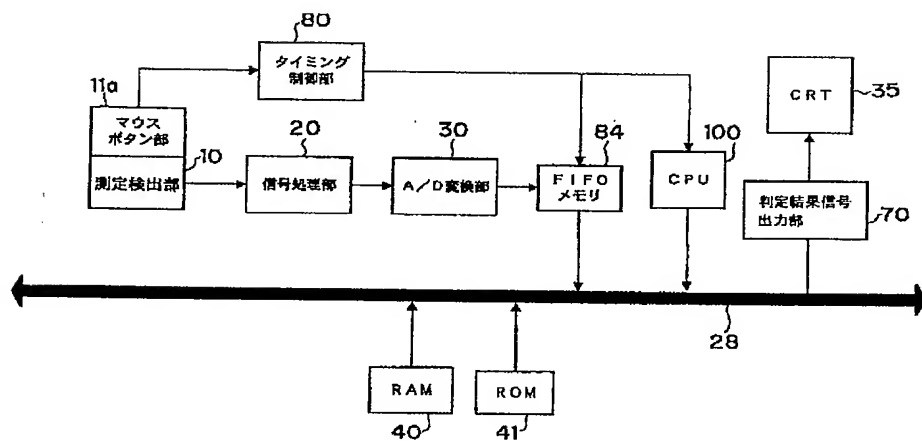 80
タイミング
制御部
11a
マウス
ボタン部
10
測定検出部
20
信号処理部
30
A/D変換部
84
FIFO
メモリ
100
CPU
CRT
35
判定結果信号
出力部
70
28
RAM
40
ROM
41